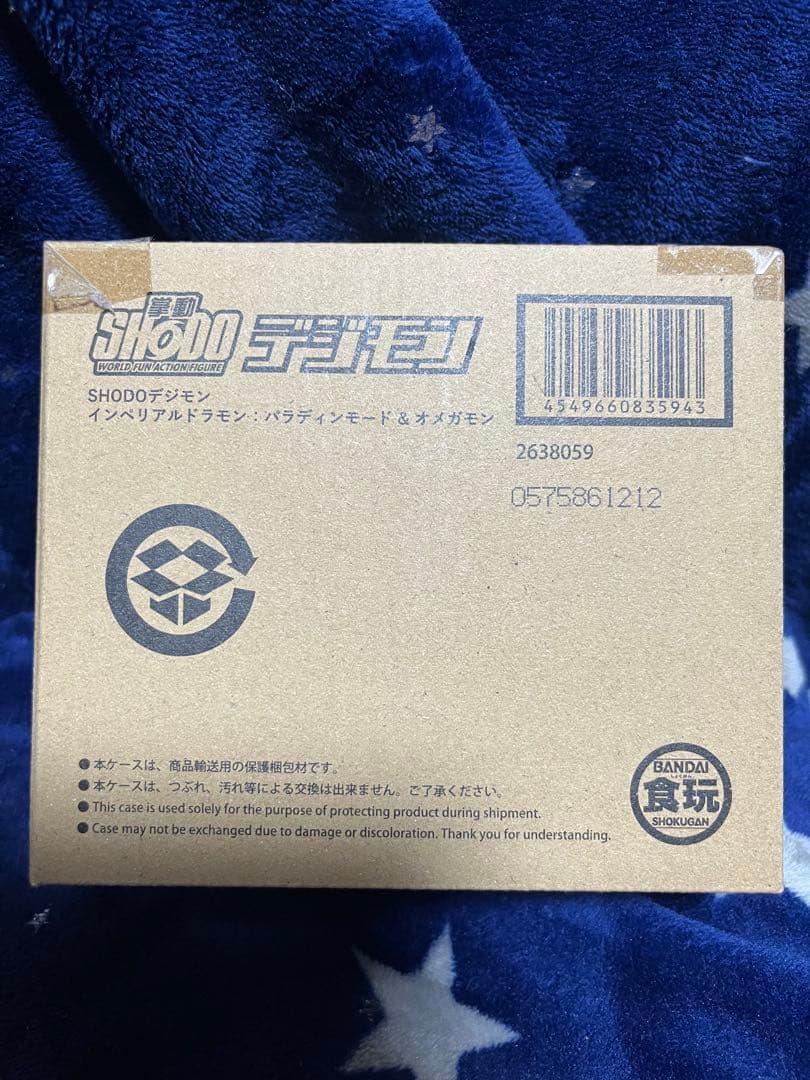 掌動
SHODO
WORLD FUN ACTION FIGURE
デジモン
SHODOデジモン
インペリアルドラモン：パラディンモード & オメガモン
4549660835943
2638059
0575861212
●本ケースは、商品輸送用の保護梱包材です。
●本ケースは、つぶれ、汚れ等による交換は出来ません。ご了承ください。
●This case is used solely for the purpose of protecting product during shipment.
●Case may not be exchanged due to damage or discoloration. Thank you for understanding.
BANDAI
しょくがん
食玩
SHOKUGAN